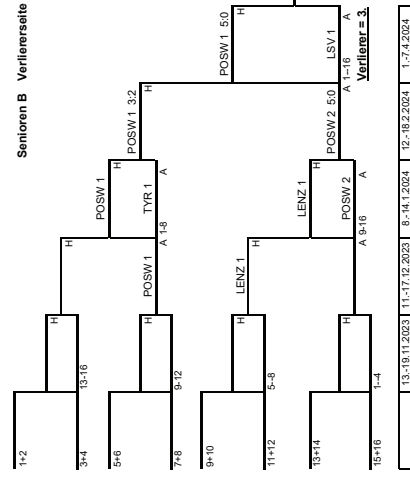 Senioren B Verliererseite
1+2
3+4
5+6
7+8
9+10
11+12
13+14
15+16
H
13-16
H
9-12
H
5--8
H
1--4
H
POSW 1
A 1-8
H
LENZ 1
A 9-16
POSW 1
H
TYR 1
A
LENZ 1
H
POSW 2
A
POSW 1 3:2
H
POSW 2 5:0
A 1--16
POSW 1 5:0
H
LSV 1
A
Verlierer = 3.
13.-19.11.2023
11.-17.12.2023
8.-14.1.2024
12.-18.2.2024
1.-7.4.2024